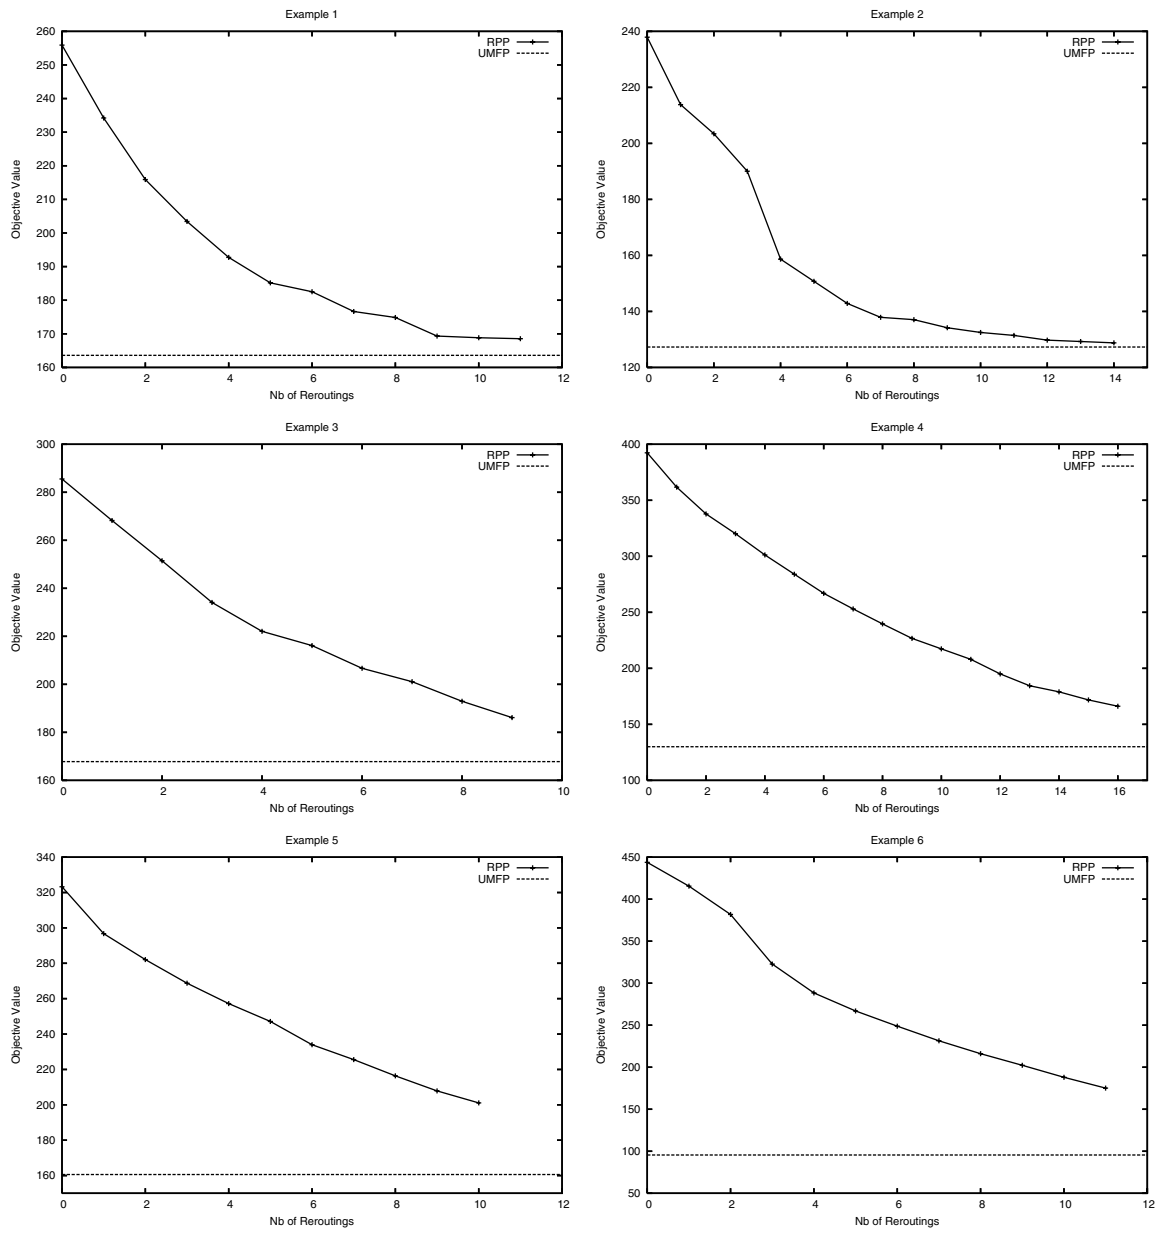 Example 1
260
250
240
230
220
210
200
190
180
170
160
0 2 4 6 8 10 12
Objective Value
Nb of Reroutings
RPP
UMFP
Example 2
240
220
200
180
160
140
120
0 2 4 6 8 10 12 14
Objective Value
Nb of Reroutings
RPP
UMFP
Example 3
300
280
260
240
220
200
180
160
0 2 4 6 8 10
Objective Value
Nb of Reroutings
RPP
UMFP
Example 4
400
350
300
250
200
150
100
0 2 4 6 8 10 12 14 16
Objective Value
Nb of Reroutings
RPP
UMFP
Example 5
340
320
300
280
260
240
220
200
180
160
0 2 4 6 8 10 12
Objective Value
Nb of Reroutings
RPP
UMFP
Example 6
450
400
350
300
250
200
150
100
50
0 2 4 6 8 10 12
Objective Value
Nb of Reroutings
RPP
UMFP